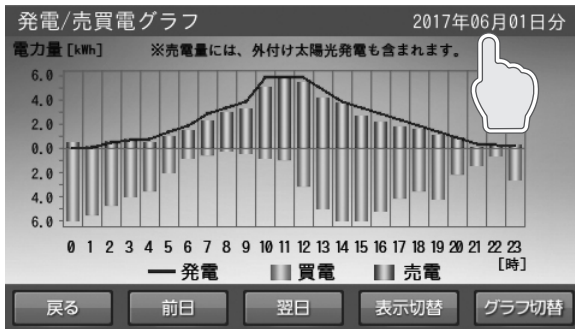 発電/売買電グラフ 2017年06月01日分
電力量[kWh] ※売電量には、外付け太陽光発電も含まれます。
6.0
4.0
2.0
0.0
2.0
4.0
6.0
0 1 2 3 4 5 6 7 8 9 10 11 12 13 14 15 16 17 18 19 20 21 22 23
[時]
発電 買電 売電
戻る 前日 翌日 表示切替 グラフ切替